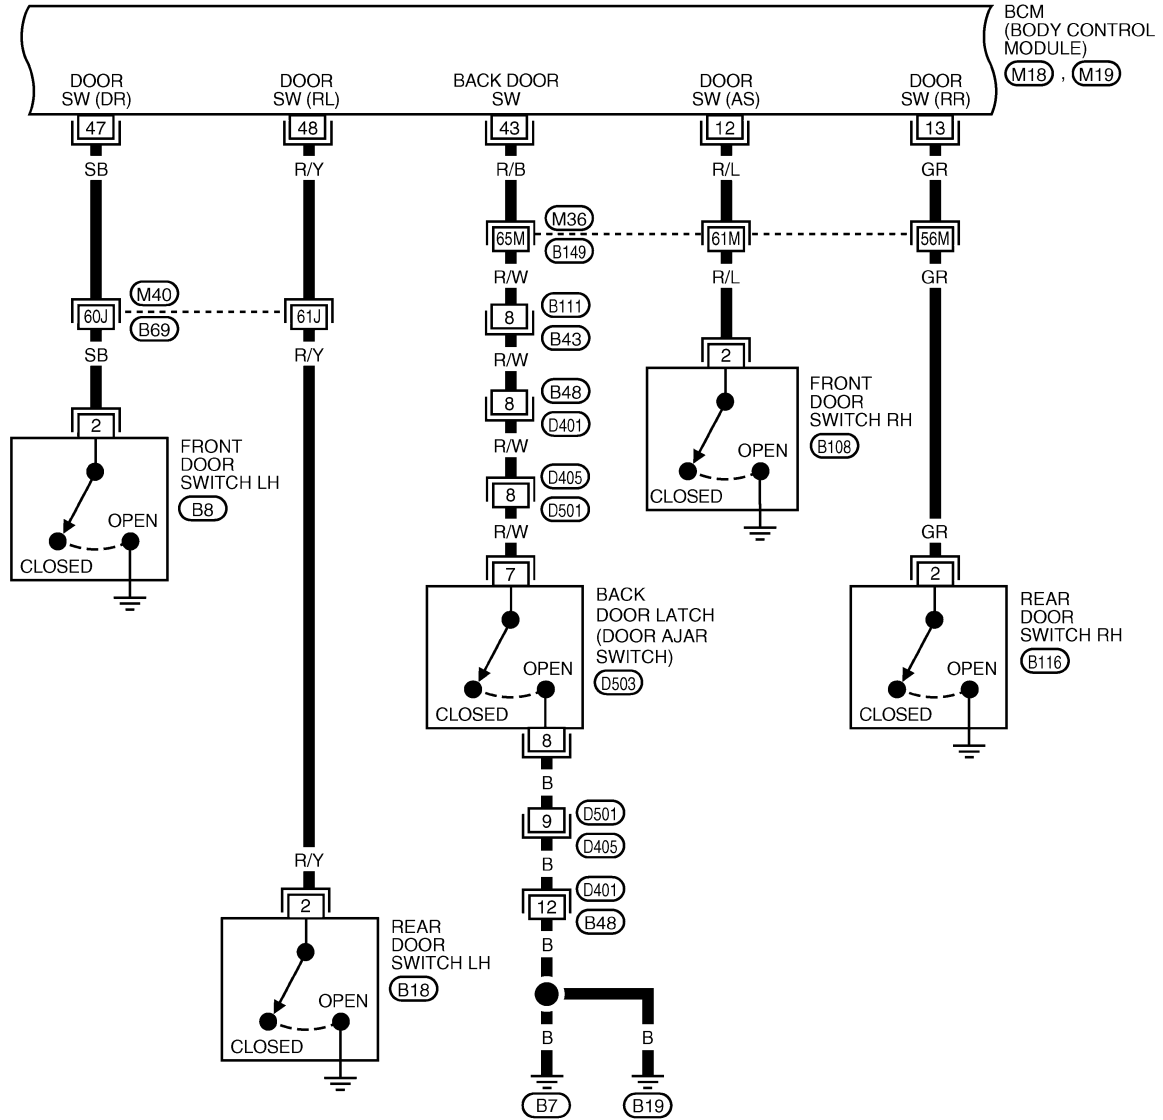 BCM
(BODY CONTROL
MODULE)
M18 , M19
DOOR
SW (DR)
DOOR
SW (RL)
BACK DOOR
SW
DOOR
SW (AS)
DOOR
SW (RR)
47
48
43
12
13
SB
R/Y
R/B
R/L
GR
M36
65M
61M
56M
B149
R/W
R/L
GR
M40
60J
61J
B69
B111
8
B43
SB
R/Y
R/W
2
B48
8
D401
FRONT
DOOR
SWITCH RH
B108
OPEN
CLOSED
2
FRONT
DOOR
SWITCH LH
B8
OPEN
CLOSED
R/W
D405
8
D501
R/W
GR
7
BACK
DOOR LATCH
(DOOR AJAR
SWITCH)
D503
OPEN
CLOSED
2
REAR
DOOR
SWITCH RH
B116
OPEN
CLOSED
8
B
D501
9
D405
B
D401
12
B48
B
R/Y
2
REAR
DOOR
SWITCH LH
B18
OPEN
CLOSED
B
B
B7
B19